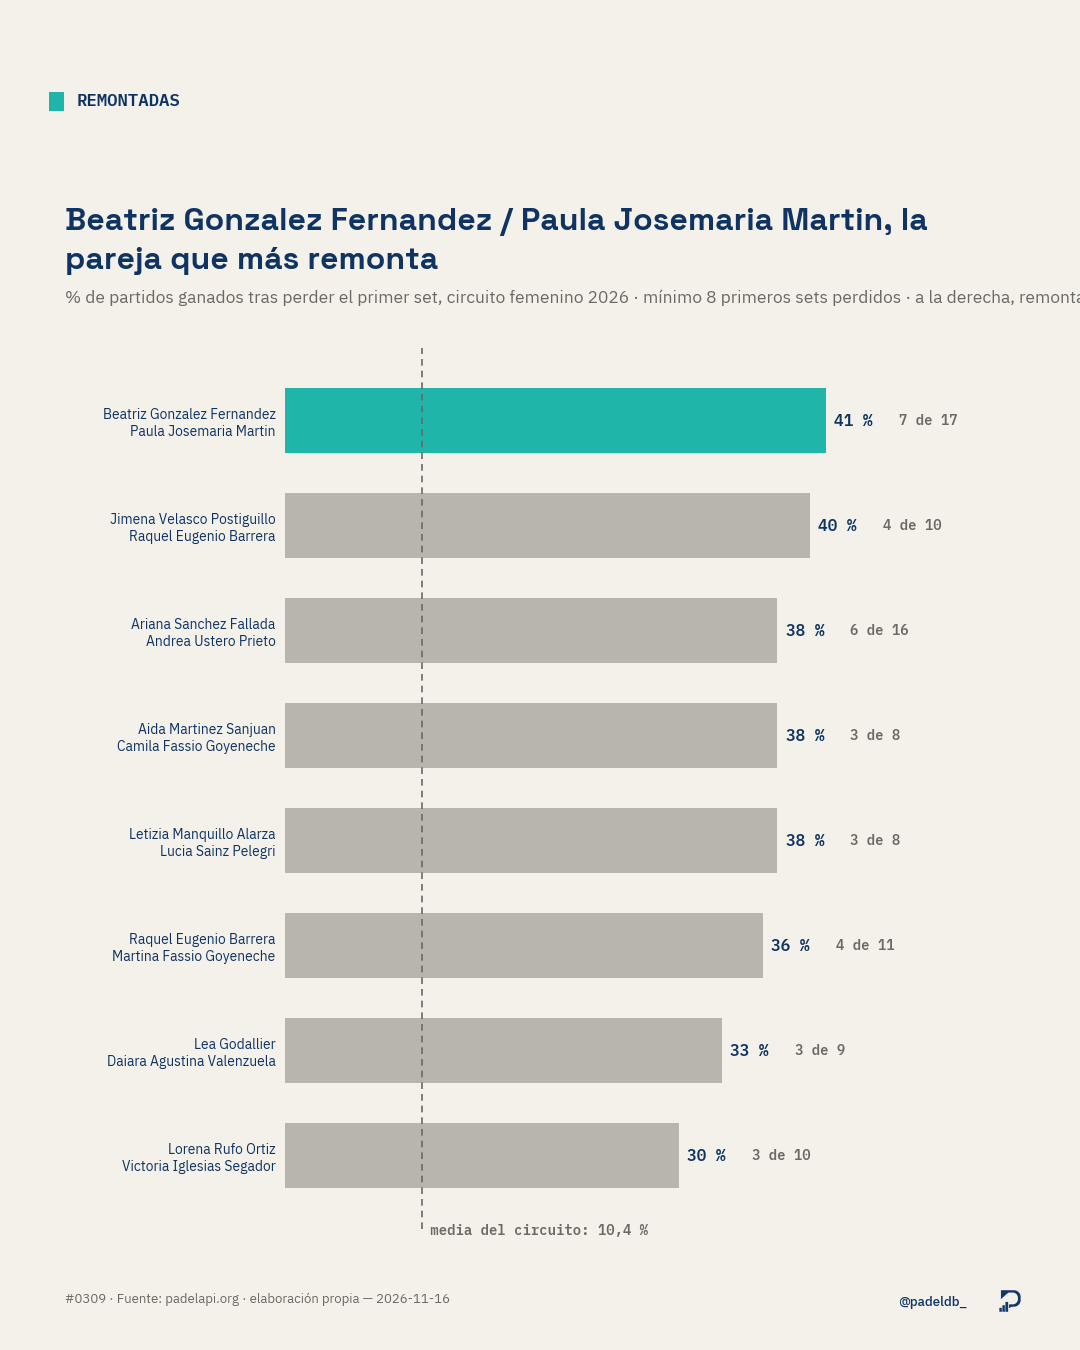 REMONTADAS
Beatriz Gonzalez Fernandez / Paula Josemaria Martin, la
pareja que más remonta
% de partidos ganados tras perder el primer set, circuito femenino 2026 · mínimo 8 primeros sets perdidos · a la derecha, remonta
Beatriz Gonzalez Fernandez
Paula Josemaria Martin
41 % 7 de 17
Jimena Velasco Postiguillo
Raquel Eugenio Barrera
40 % 4 de 10
Ariana Sanchez Fallada
Andrea Ustero Prieto
38 % 6 de 16
Aida Martinez Sanjuan
Camila Fassio Goyeneche
38 % 3 de 8
Letizia Manquillo Alarza
Lucia Sainz Pelegri
38 % 3 de 8
Raquel Eugenio Barrera
Martina Fassio Goyeneche
36 % 4 de 11
Lea Godallier
Daiara Agustina Valenzuela
33 % 3 de 9
Lorena Rufo Ortiz
Victoria Iglesias Segador
30 % 3 de 10
media del circuito: 10,4 %
#0309 · Fuente: padelapi.org · elaboración propia — 2026-11-16
@padeldb_